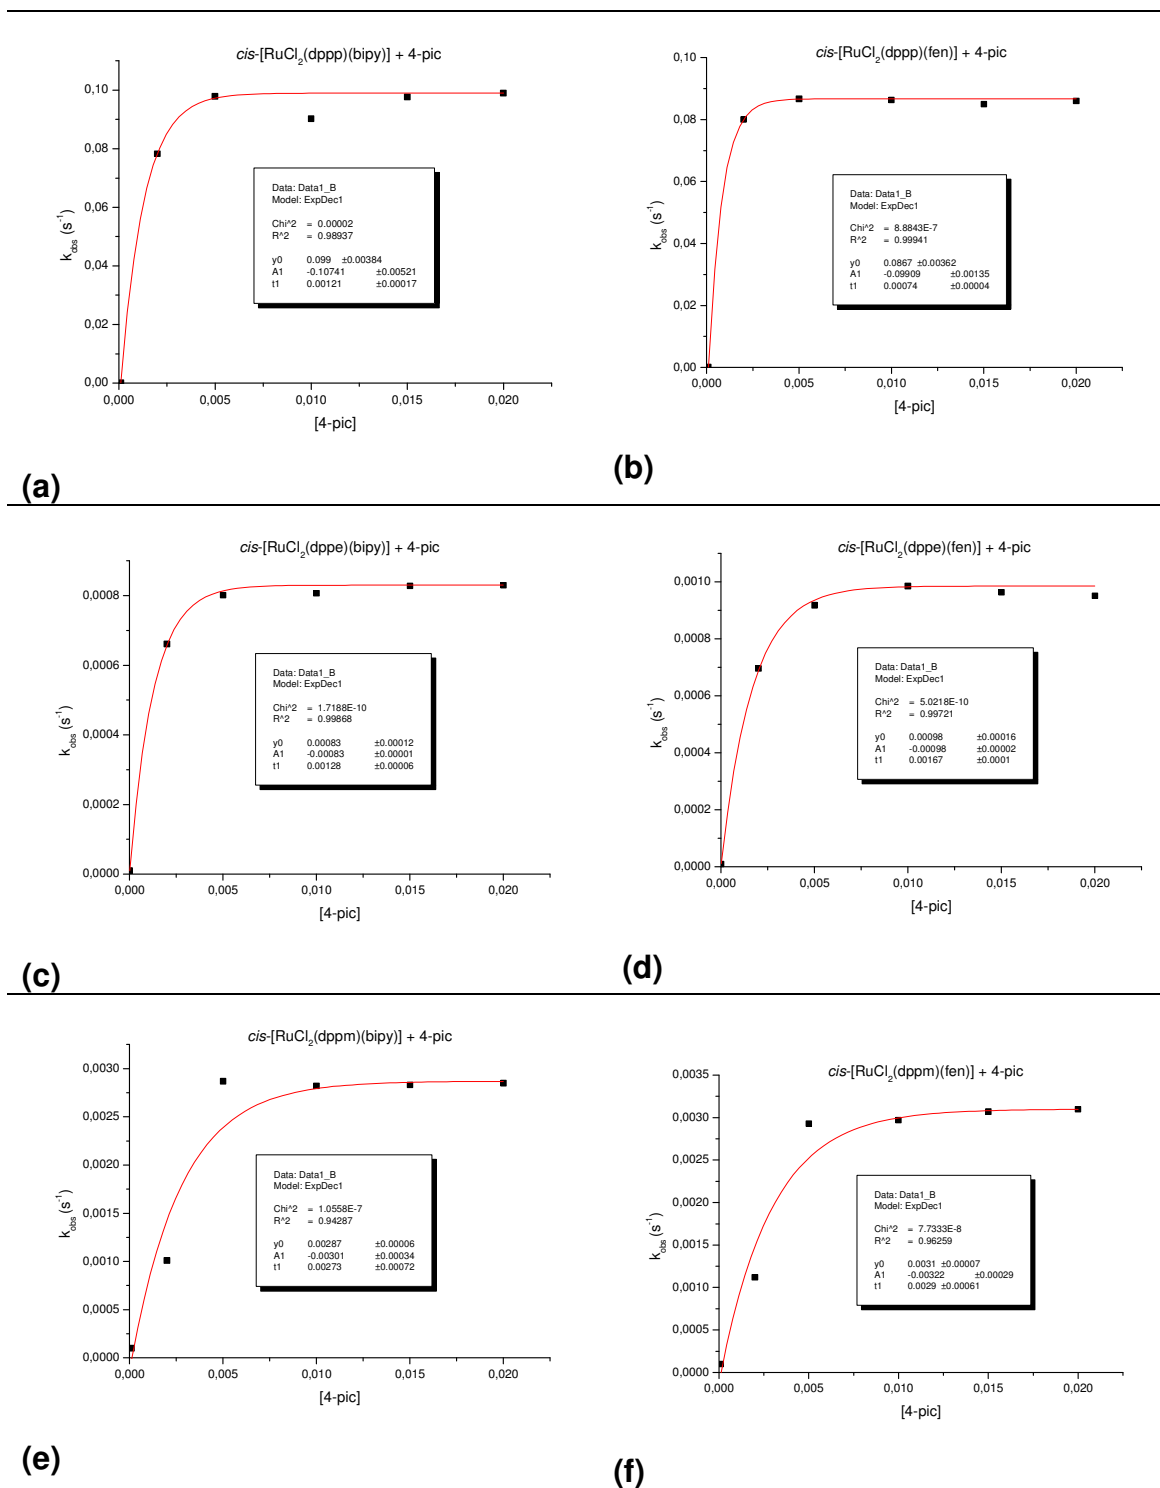 cis-[RuCl2(dppp)(bipy)] + 4-pic
0,10
0,08
0,06
0,04
0,02
0,00
kobs (s-1)
Data: Data1_B
Model: ExpDec1
Chi^2 = 0.00002
R^2 = 0.98937
y0 0.099 ±0.00384
A1 -0.10741 ±0.00521
t1 0.00121 ±0.00017
0,000 0,005 0,010 0,015 0,020
[4-pic]
(a)
cis-[RuCl2(dppp)(fen)] + 4-pic
0,10
0,08
0,06
0,04
0,02
0,00
kobs (s-1)
Data: Data1_B
Model: ExpDec1
Chi^2 = 8.8843E-7
R^2 = 0.99941
y0 0.0867 ±0.00362
A1 -0.09909 ±0.00135
t1 0.00074 ±0.00004
0,000 0,005 0,010 0,015 0,020
[4-pic]
(b)
cis-[RuCl2(dppe)(bipy)] + 4-pic
0,0008
0,0006
0,0004
0,0002
0,0000
kobs (s-1)
Data: Data1_B
Model: ExpDec1
Chi^2 = 1.7188E-10
R^2 = 0.99868
y0 0.00083 ±0.00012
A1 -0.00083 ±0.00001
t1 0.00128 ±0.00006
0,000 0,005 0,010 0,015 0,020
[4-pic]
(c)
cis-[RuCl2(dppe)(fen)] + 4-pic
0,0010
0,0008
0,0006
0,0004
0,0002
0,0000
kobs (s-1)
Data: Data1_B
Model: ExpDec1
Chi^2 = 5.0218E-10
R^2 = 0.99721
y0 0.00098 ±0.00016
A1 -0.00098 ±0.00002
t1 0.00167 ±0.0001
0,000 0,005 0,010 0,015 0,020
[4-pic]
(d)
cis-[RuCl2(dppm)(bipy)] + 4-pic
0,0030
0,0025
0,0020
0,0015
0,0010
0,0005
0,0000
kobs (s-1)
Data: Data1_B
Model: ExpDec1
Chi^2 = 1.0558E-7
R^2 = 0.94287
y0 0.00287 ±0.00006
A1 -0.00301 ±0.00034
t1 0.00273 ±0.00072
0,000 0,005 0,010 0,015 0,020
[4-pic]
(e)
cis-[RuCl2(dppm)(fen)] + 4-pic
0,0035
0,0030
0,0025
0,0020
0,0015
0,0010
0,0005
0,0000
kobs (s-1)
Data: Data1_B
Model: ExpDec1
Chi^2 = 7.7333E-8
R^2 = 0.96259
y0 0.0031 ±0.00007
A1 -0.00322 ±0.00029
t1 0.0029 ±0.00061
0,000 0,005 0,010 0,015 0,020
[4-pic]
(f)